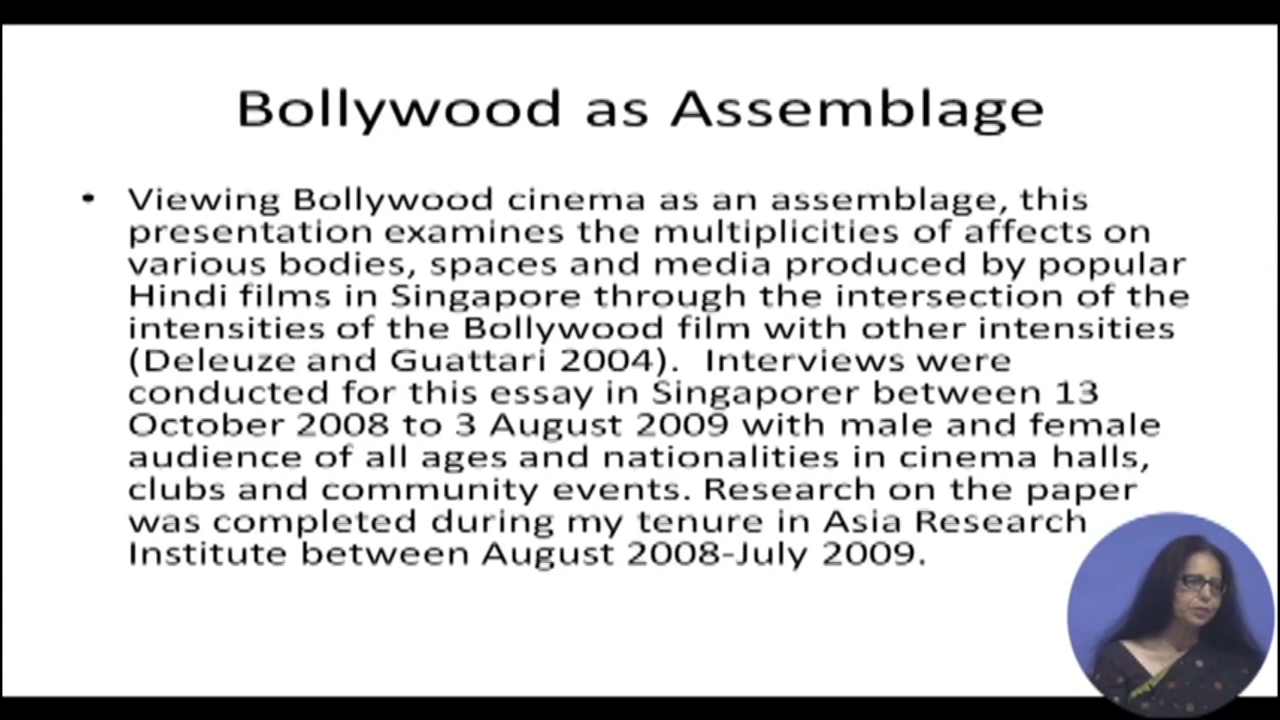 Bollywood as Assemblage
• Viewing Bollywood cinema as an assemblage, this
presentation examines the multiplicities of affects on
various bodies, spaces and media produced by popular
Hindi films in Singapore through the intersection of the
intensities of the Bollywood film with other intensities
(Deleuze and Guattari 2004).  Interviews were
conducted for this essay in Singaporer between 13
October 2008 to 3 August 2009 with male and female
audience of all ages and nationalities in cinema halls,
clubs and community events. Research on the paper
was completed during my tenure in Asia Research
Institute between August 2008-July 2009.